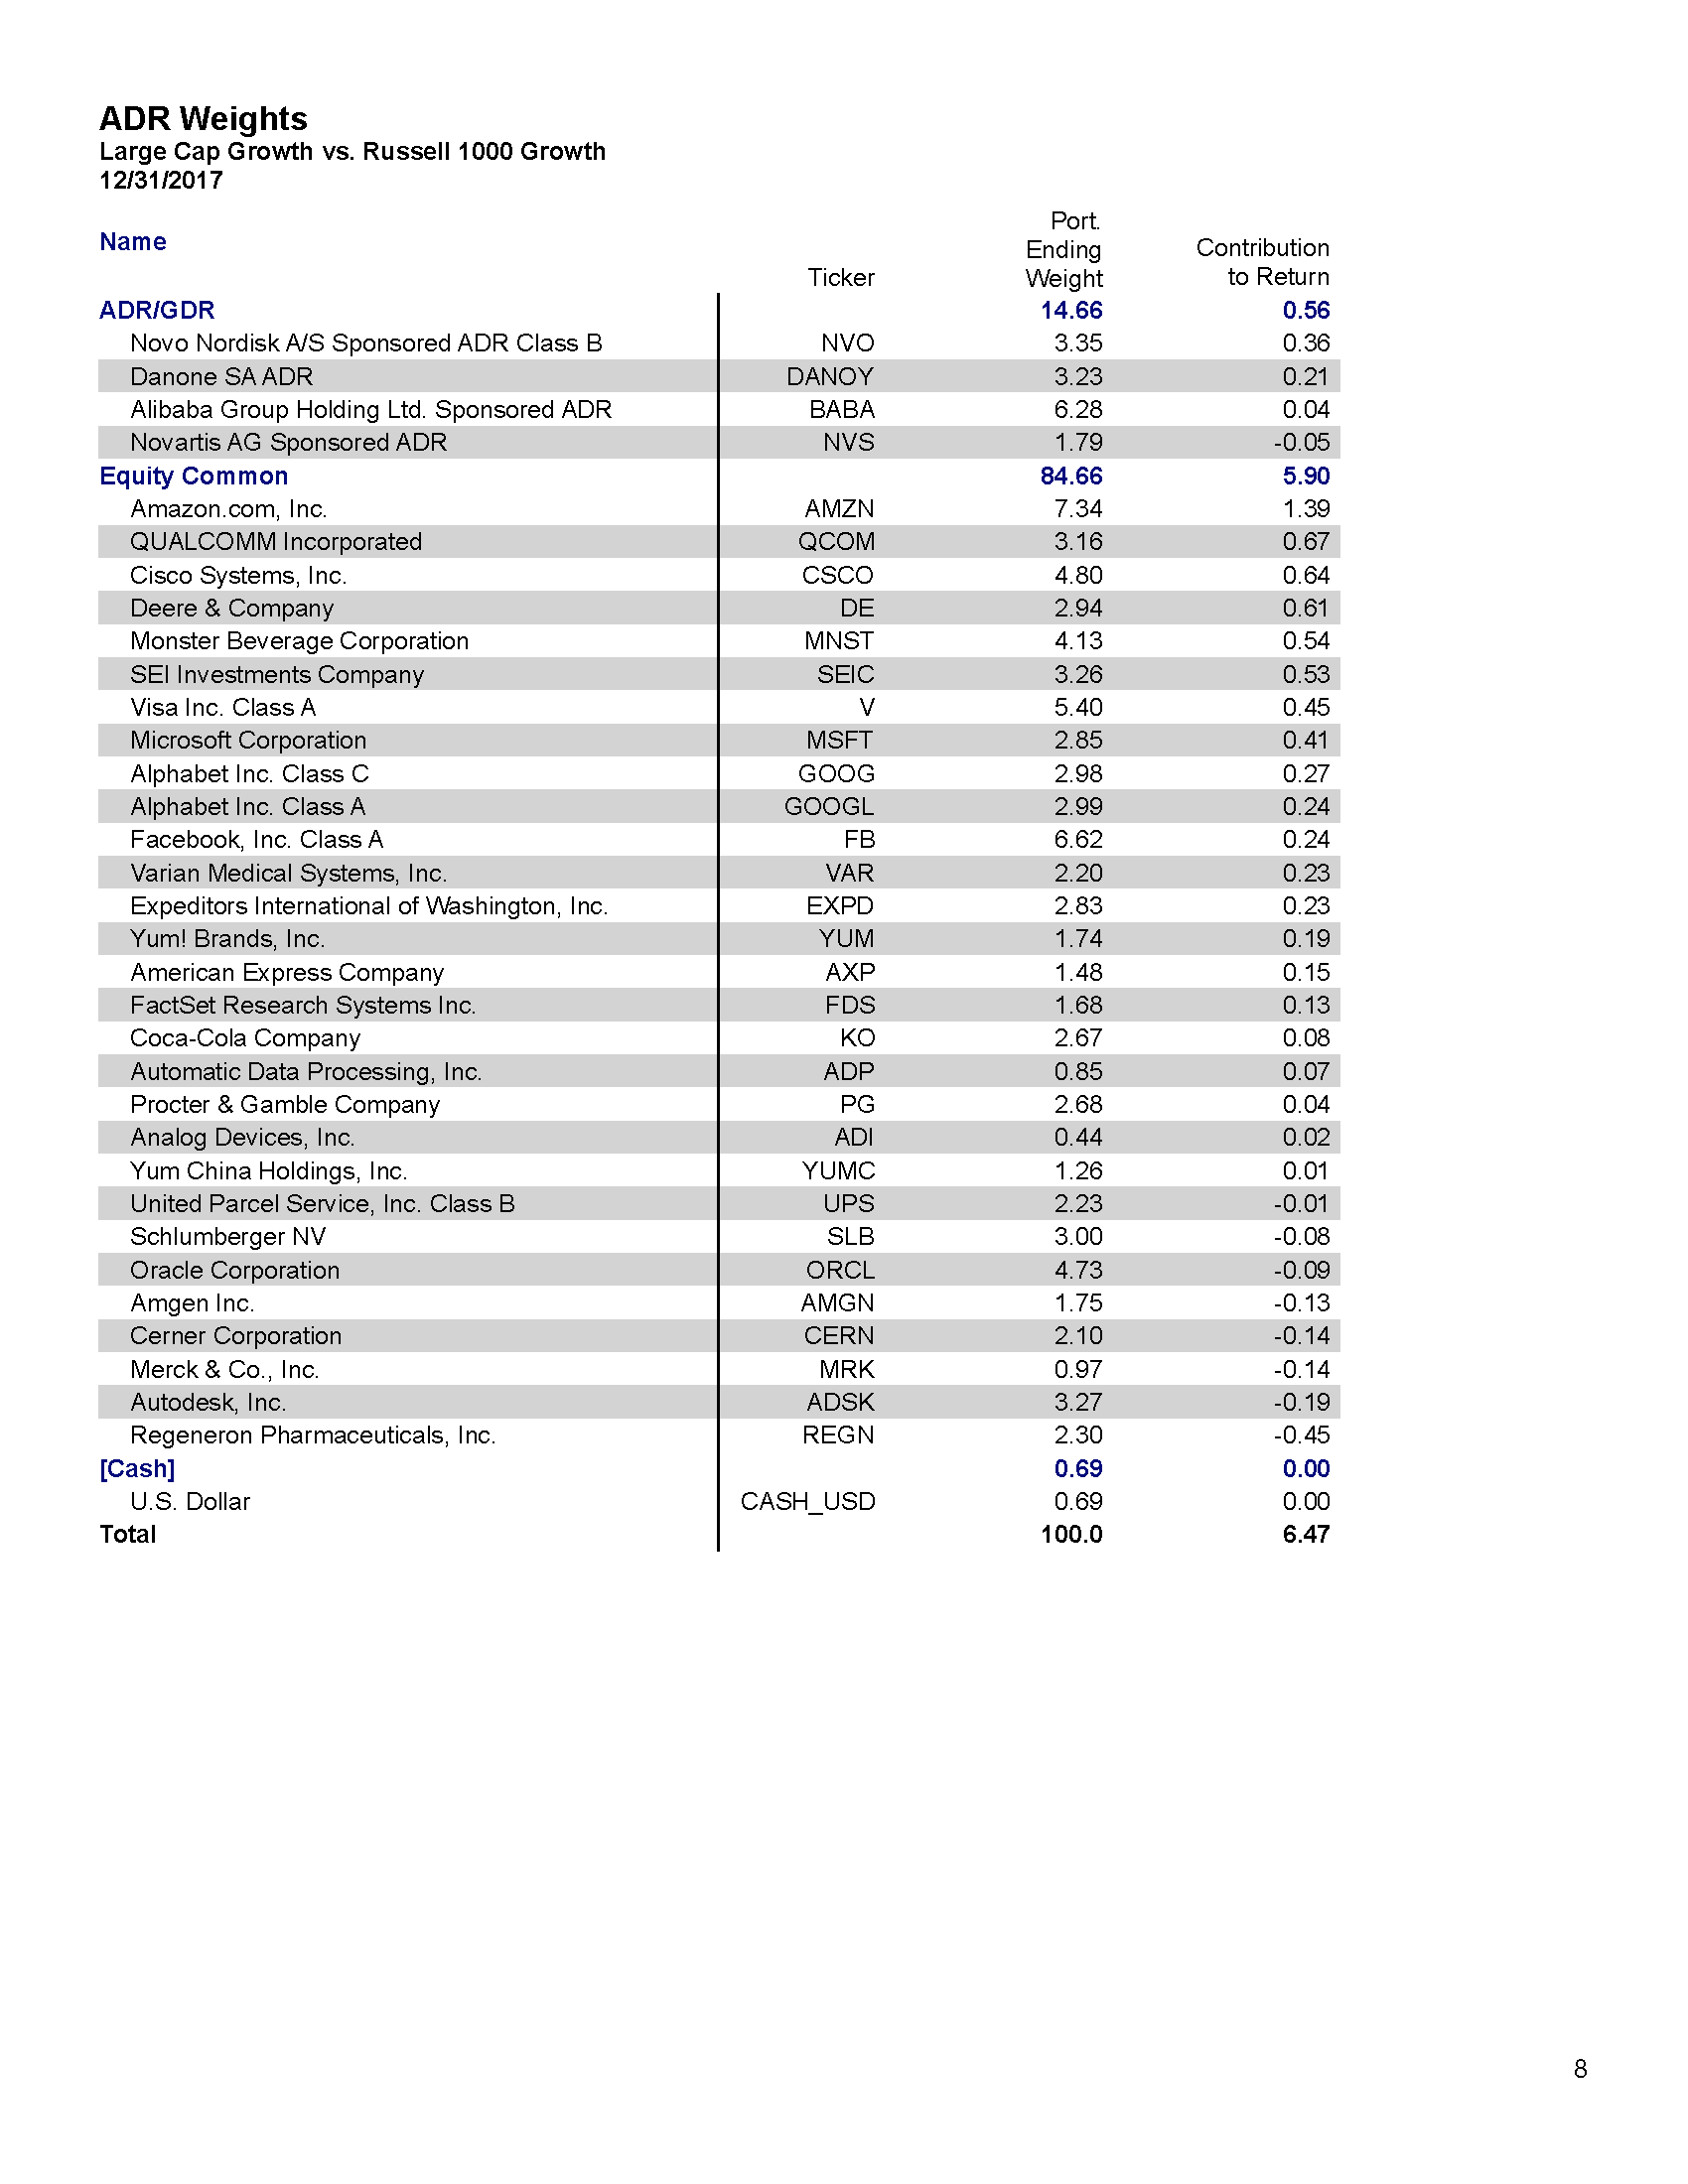 ADR Weights
Large Cap Growth vs. Russell 1000 Growth
12/31/2017
Name Ticker Port. Ending Weight Contribution to Return
ADR/GDR 14.66 0.56
Novo Nordisk A/S Sponsored ADR Class B NVO 3.35 0.36
Danone SA ADR DANOY 3.23 0.21
Alibaba Group Holding Ltd. Sponsored ADR BABA 6.28 0.04
Novartis AG Sponsored ADR NVS 1.79 -0.05
Equity Common 84.66 5.90
Amazon.com, Inc. AMZN 7.34 1.39
QUALCOMM Incorporated QCOM 3.16 0.67
Cisco Systems, Inc. CSCO 4.80 0.64
Deere & Company DE 2.94 0.61
Monster Beverage Corporation MNST 4.13 0.54
SEI Investments Company SEIC 3.26 0.53
Visa Inc. Class A V 5.40 0.45
Microsoft Corporation MSFT 2.85 0.41
Alphabet Inc. Class C GOOG 2.98 0.27
Alphabet Inc. Class A GOOGL 2.99 0.24
Facebook, Inc. Class A FB 6.62 0.24
Varian Medical Systems, Inc. VAR 2.20 0.23
Expeditors International of Washington, Inc. EXPD 2.83 0.23
Yum! Brands, Inc. YUM 1.74 0.19
American Express Company AXP 1.48 0.15
FactSet Research Systems Inc. FDS 1.68 0.13
Coca-Cola Company KO 2.67 0.08
Automatic Data Processing, Inc. ADP 0.85 0.07
Procter & Gamble Company PG 2.68 0.04
Analog Devices, Inc. ADI 0.44 0.02
Yum China Holdings, Inc. YUMC 1.26 0.01
United Parcel Service, Inc. Class B UPS 2.23 -0.01
Schlumberger NV SLB 3.00 -0.08
Oracle Corporation ORCL 4.73 -0.09
Amgen Inc. AMGN 1.75 -0.13
Cerner Corporation CERN 2.10 -0.14
Merck & Co., Inc. MRK 0.97 -0.14
Autodesk, Inc. ADSK 3.27 -0.19
Regeneron Pharmaceuticals, Inc. REGN 2.30 -0.45
[Cash] 0.69 0.00
U.S. Dollar CASH_USD 0.69 0.00
Total 100.0 6.47
8